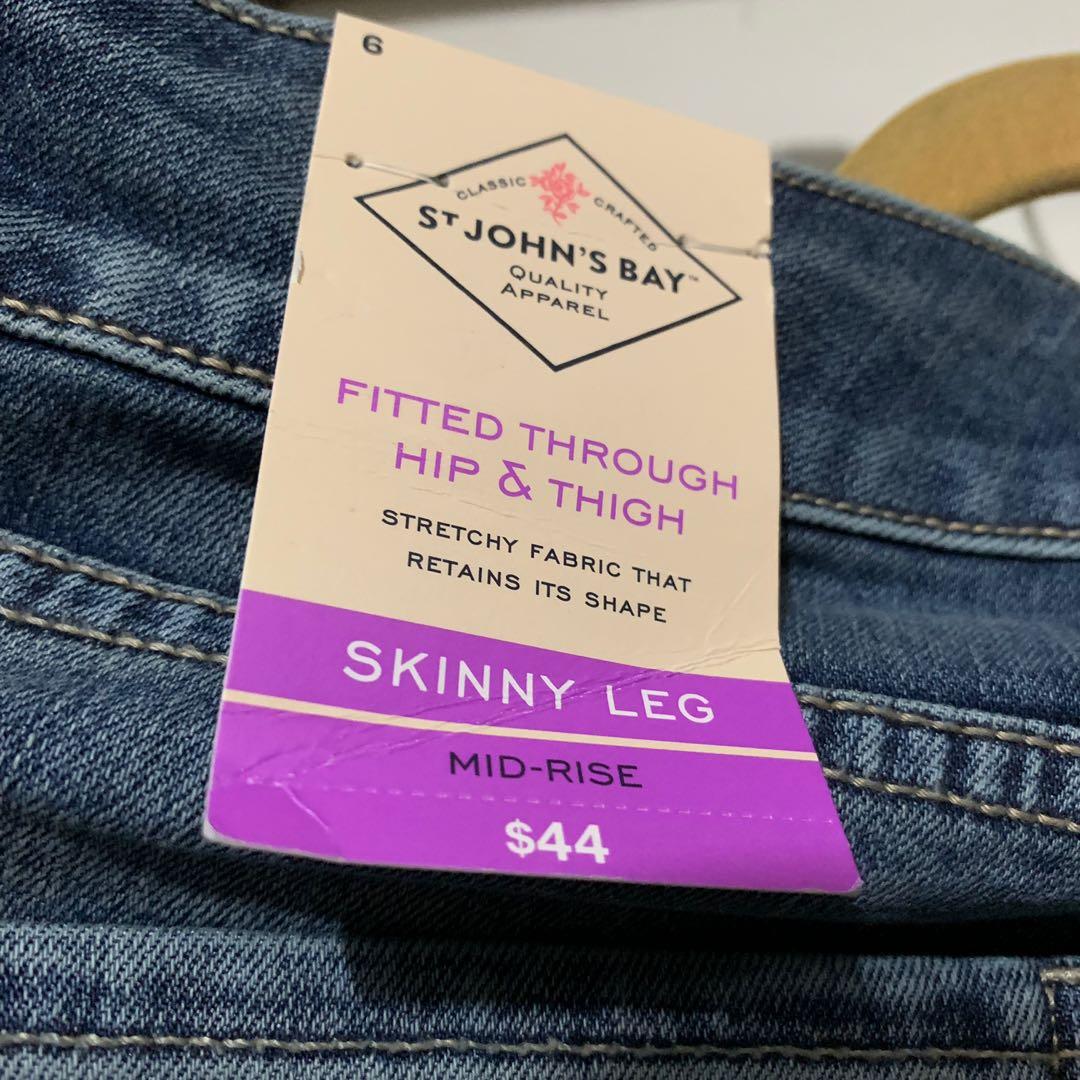 6
CLASSIC CRAFTED
ST JOHN'S BAY™
QUALITY
APPAREL
FITTED THROUGH
HIP & THIGH
STRETCHY FABRIC THAT
RETAINS ITS SHAPE
SKINNY LEG
MID-RISE
$44